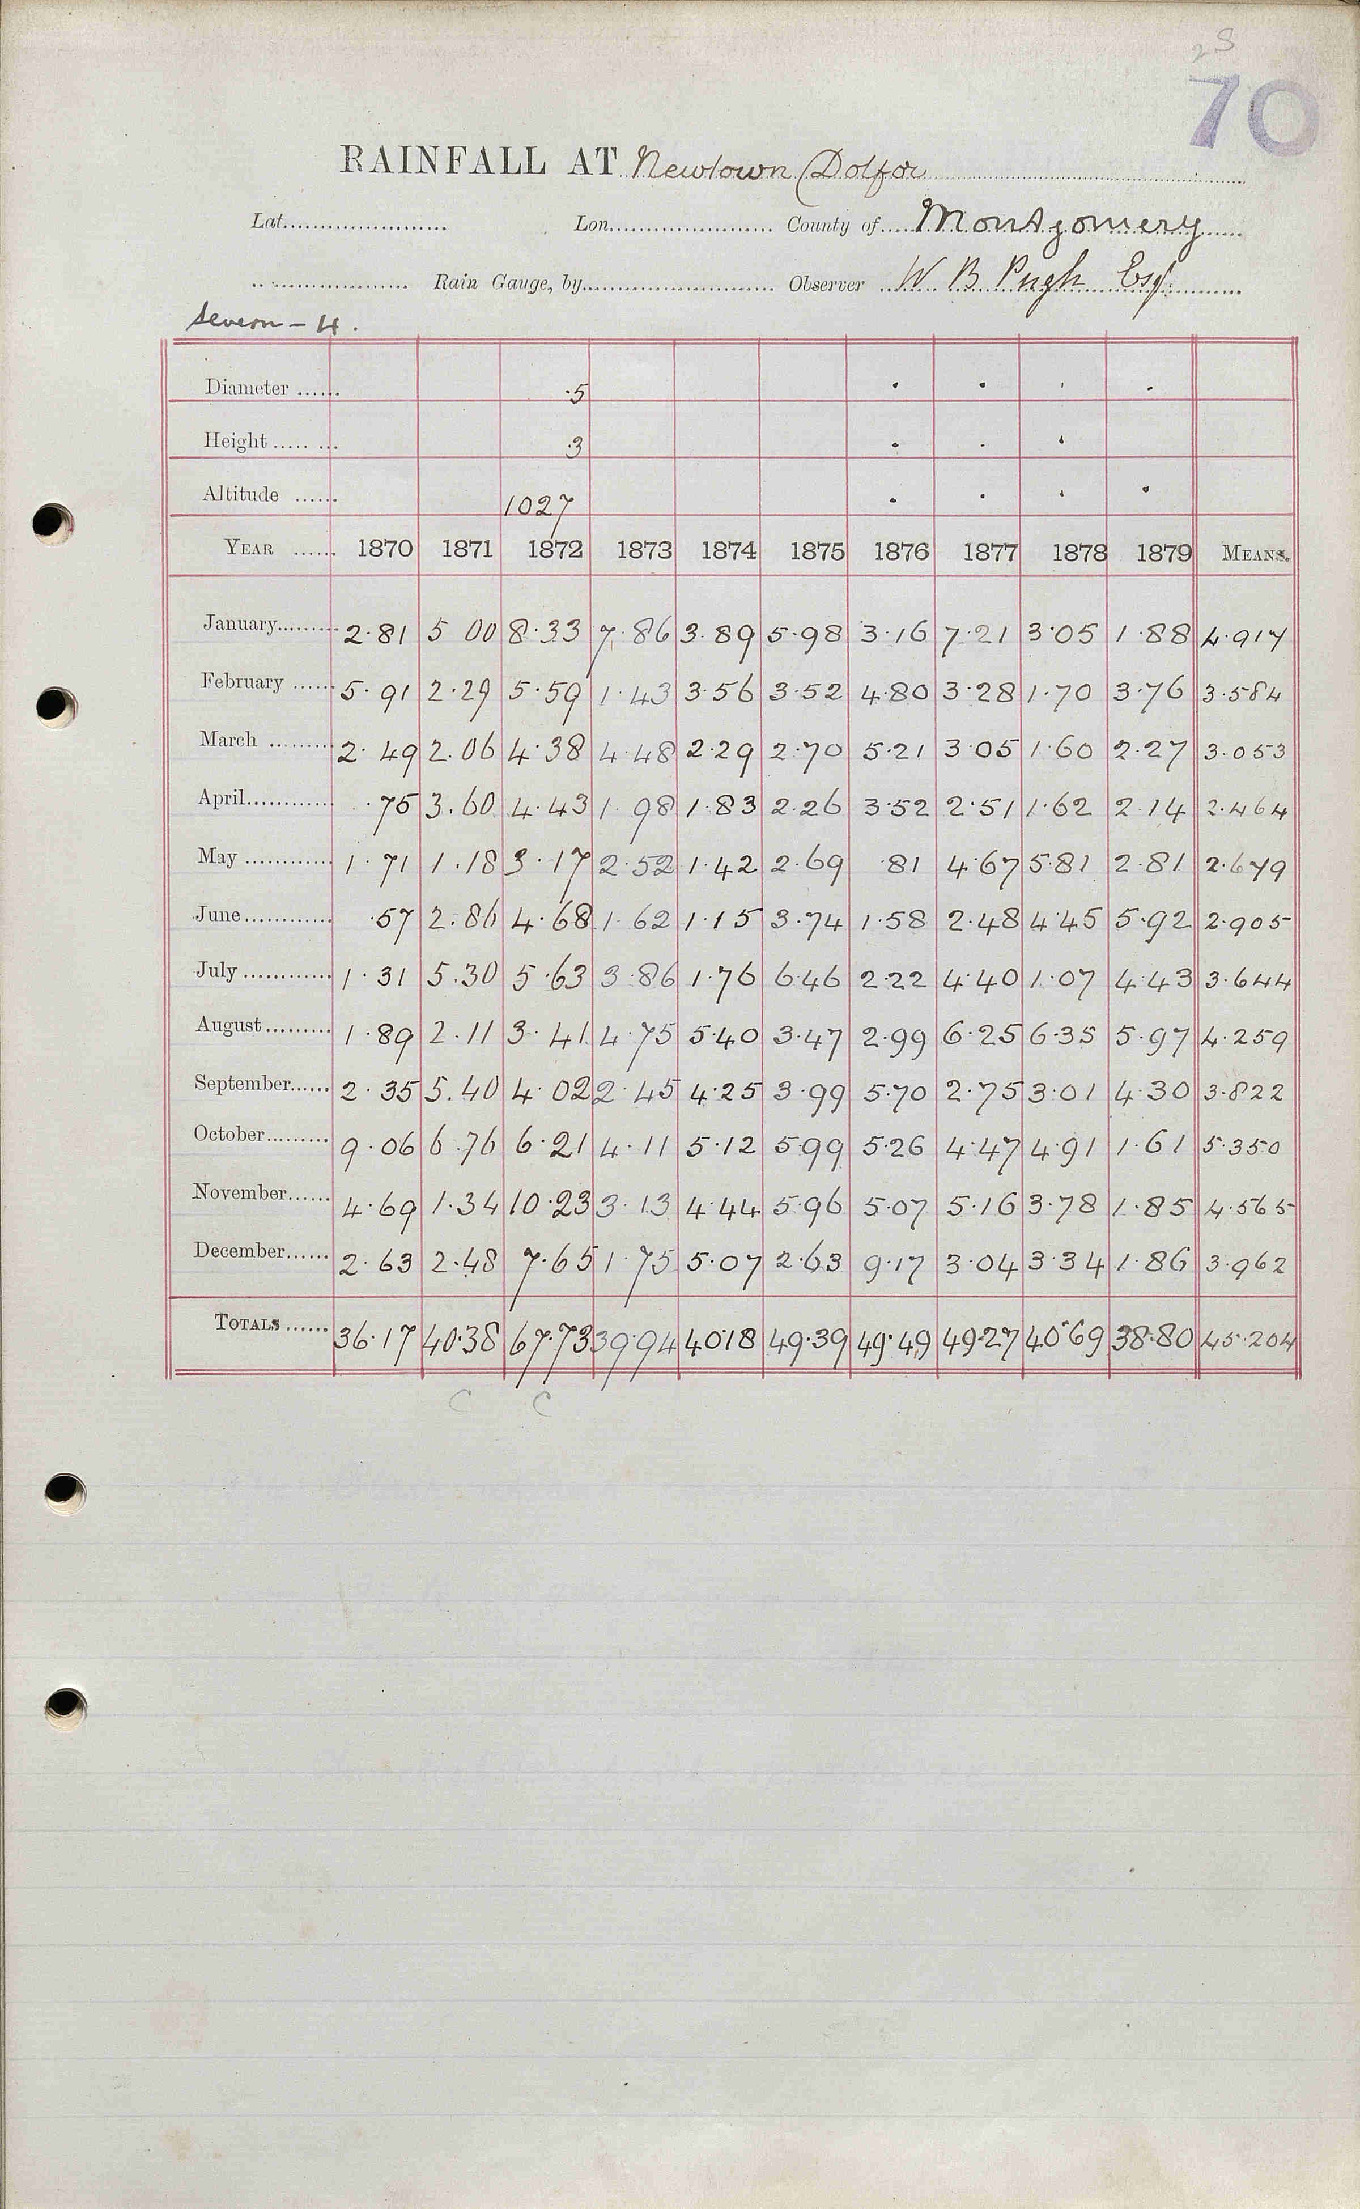 28
70
RAINFALL AT Newtown (Dolfor
Lat. Lon. County of Montgomery
Rain Gauge, by Observer W B Pugh Esq.
Severn - 4.
Diameter 5
Height 3
Altitude 1027
YEAR 1870 1871 1872 1873 1874 1875 1876 1877 1878 1879 MEANS.
January 2.81 5 00 8.33 7.86 3.89 5.98 3.16 7.21 3.05 1.88 4.917
February 5.91 2.29 5.59 1.43 3.56 3.52 4.80 3.28 1.70 3.76 3.584
March 2.49 2.06 4.38 4.48 2.29 2.70 5.21 3.05 1.60 2.27 3.053
April .75 3.60 4.43 1.98 1.83 2.26 3.52 2.51 1.62 2.14 2.464
May 1.71 1.18 3.17 2.52 1.42 2.69 .81 4.67 5.81 2.81 2.679
June .57 2.86 4.68 1.62 1.15 3.74 1.58 2.48 4.45 5.92 2.905
July 1.31 5.30 5.63 3.86 1.76 6.46 2.22 4.40 1.07 4.43 3.644
August 1.89 2.11 3.41 4.75 5.40 3.47 2.99 6.25 6.35 5.97 4.259
September 2.35 5.40 4.02 2.45 4.25 3.99 5.70 2.75 3.01 4.30 3.822
October 9.06 6.76 6.21 4.11 5.12 5.99 5.26 4.47 4.91 1.61 5.350
November 4.69 1.34 10.23 3.13 4.44 5.96 5.07 5.16 3.78 1.85 4.565
December 2.63 2.48 7.65 1.75 5.07 2.63 9.17 3.04 3.34 1.86 3.962
TOTALS 36.17 40.38 67.73 39.94 40.18 49.39 49.49 49.27 40.69 38.80 45.204
C C